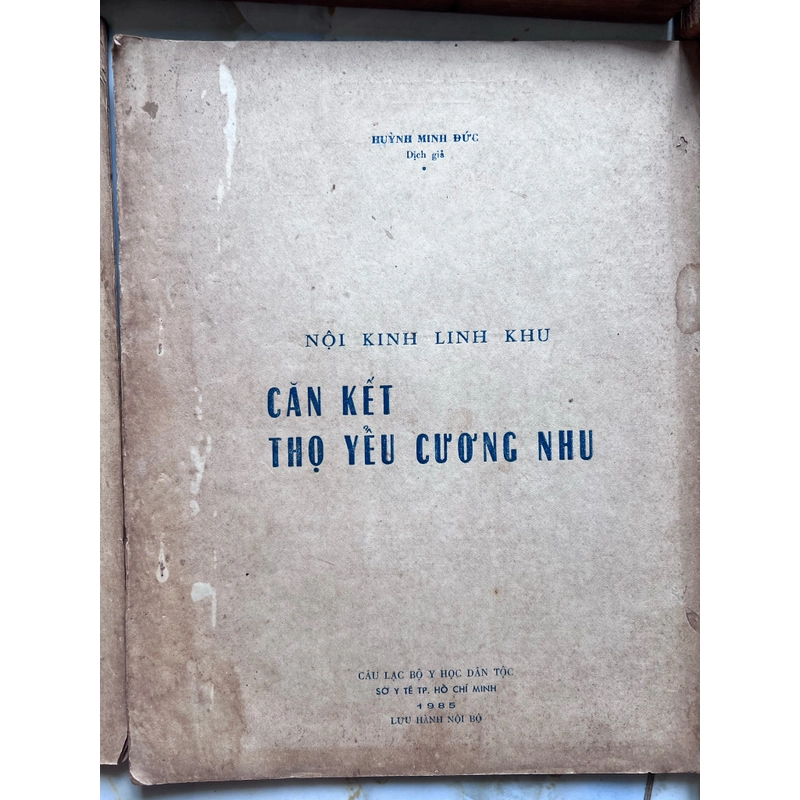 HUỲNH MINH ĐỨC
Dịch giả
NỘI KINH LINH KHU
CĂN KẾT
THỌ YỂU CƯƠNG NHU
CÂU LẠC BỘ Y HỌC DÂN TỘC
SỞ Y TẾ TP. HỒ CHÍ MINH
1985
LƯU HÀNH NỘI BỘ